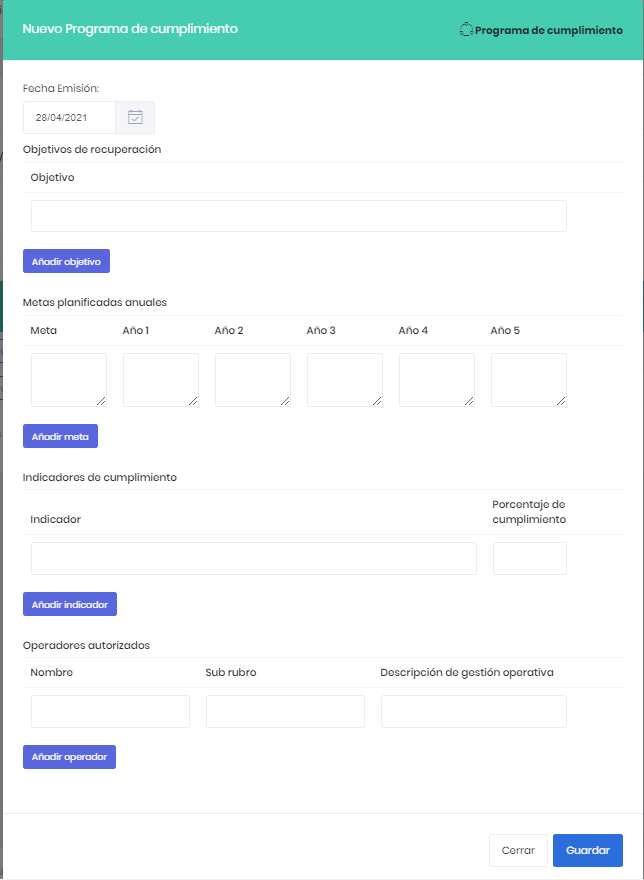 Nuevo Programa de cumplimiento
Programa de cumplimiento
Fecha Emisión:
28/04/2021
Objetivos de recuperación
Objetivo
Añadir objetivo
Metas planificadas anuales
Meta Año 1 Año 2 Año 3 Año 4 Año 5
Añadir meta
Indicadores de cumplimiento
Indicador
Porcentaje de
cumplimiento
Añadir indicador
Operadores autorizados
Nombre Sub rubro Descripción de gestión operativa
Añadir operador
Cerrar Guardar